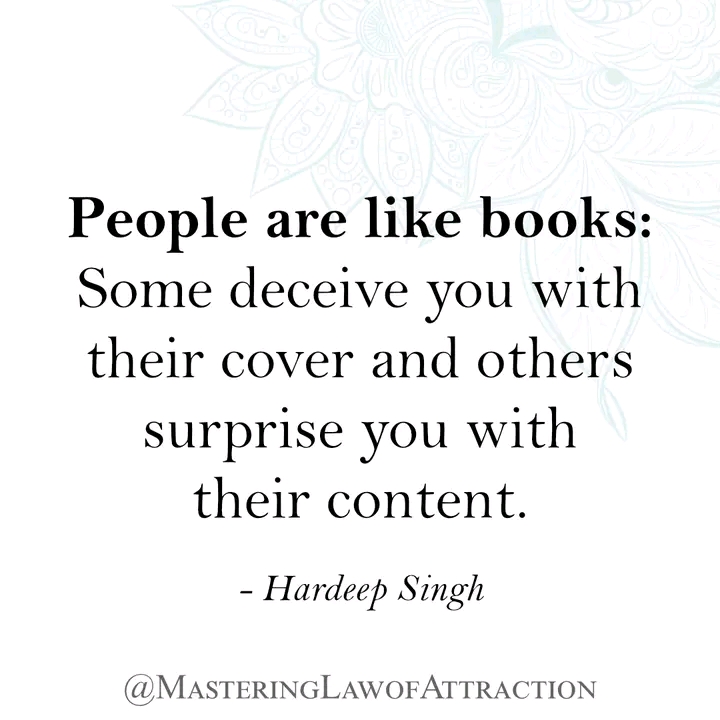 People are like books:
Some deceive you with
their cover and others
surprise you with
their content.
- Hardeep Singh
@MasteringLawofAttraction